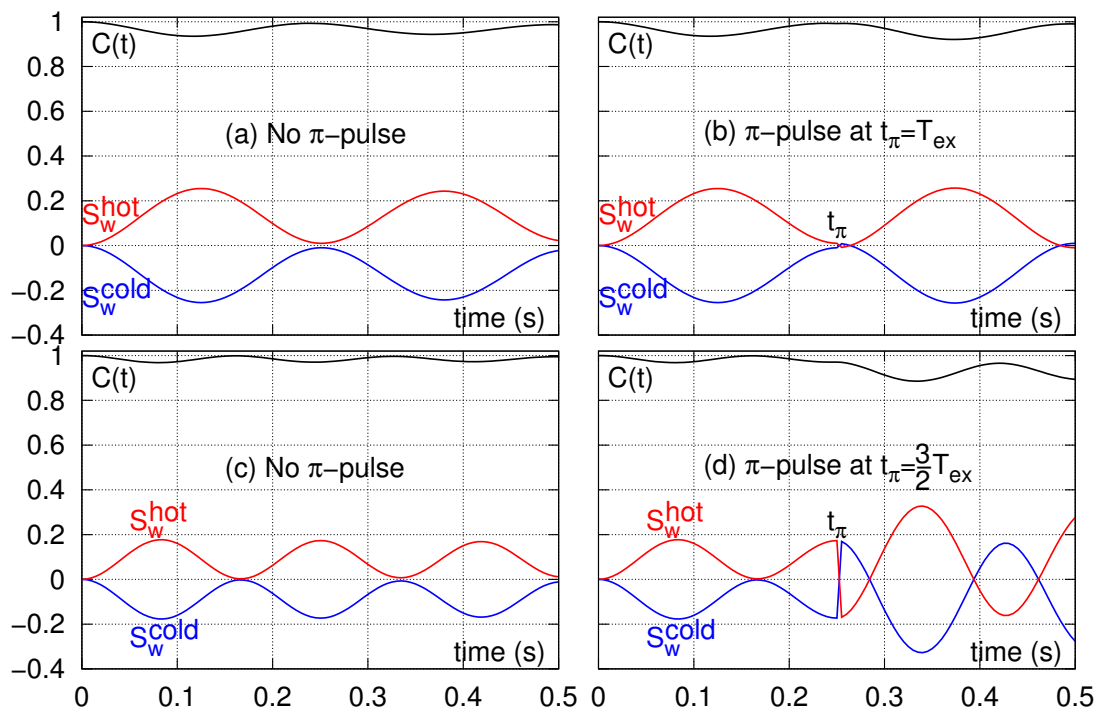 1
0.8
0.6
0.4
0.2
0
−0.2
−0.4
C(t)
(a) No π−pulse
S_w^hot
S_w^cold
time (s)
C(t)
(b) π−pulse at t_π=T_ex
S_w^hot
t_π
S_w^cold
time (s)
1
0.8
0.6
0.4
0.2
0
−0.2
−0.4
C(t)
(c) No π−pulse
S_w^hot
S_w^cold
time (s)
0
0.1
0.2
0.3
0.4
0.5
C(t)
(d) π−pulse at t_π=3/2T_ex
S_w^hot
t_π
S_w^cold
time (s)
0
0.1
0.2
0.3
0.4
0.5